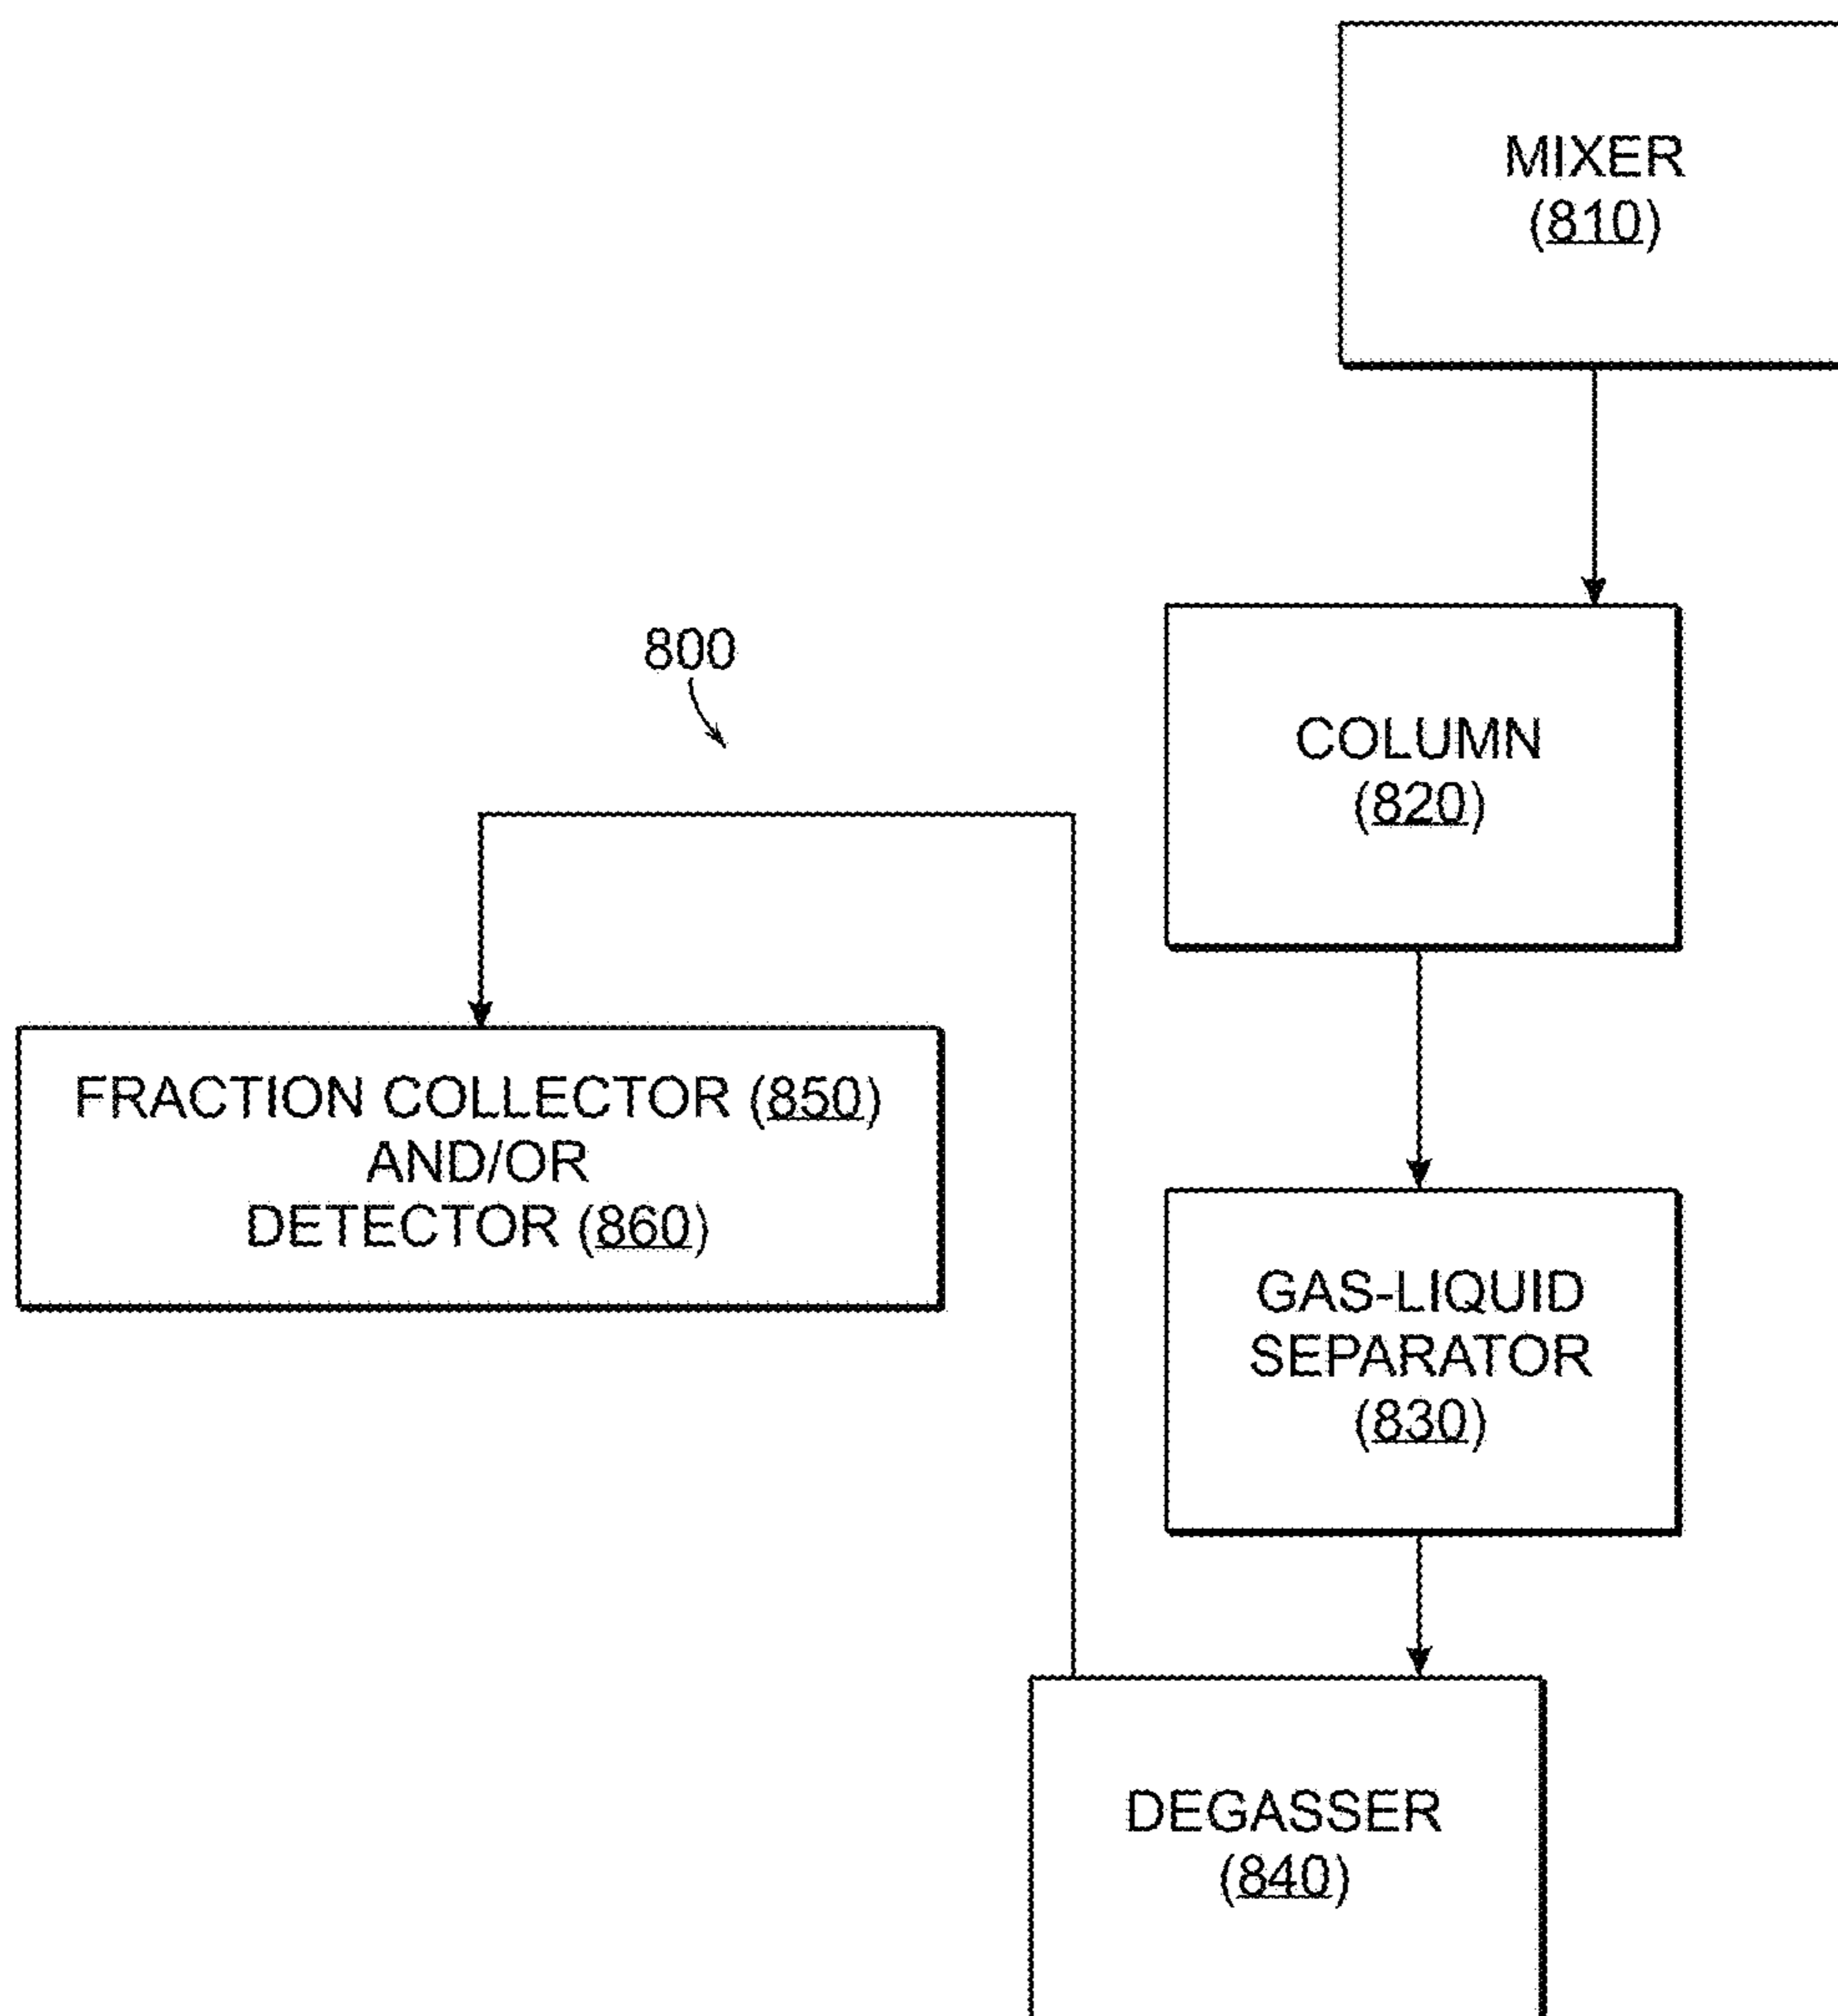 MIXER
(810)
800
COLUMN
(820)
FRACTION COLLECTOR (850)
AND/OR
DETECTOR (860)
GAS-LIQUID
SEPARATOR
(830)
DEGASSER
(840)